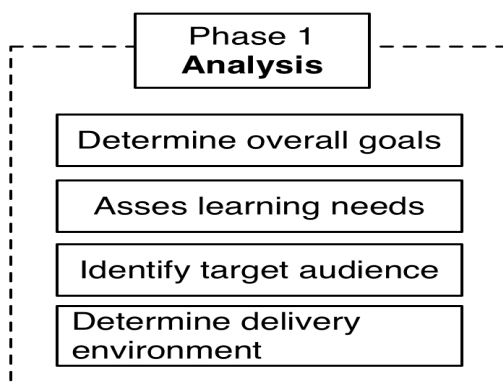 Phase 1
Analysis
Determine overall goals
Asses learning needs
Identify target audience
Determine delivery
environment